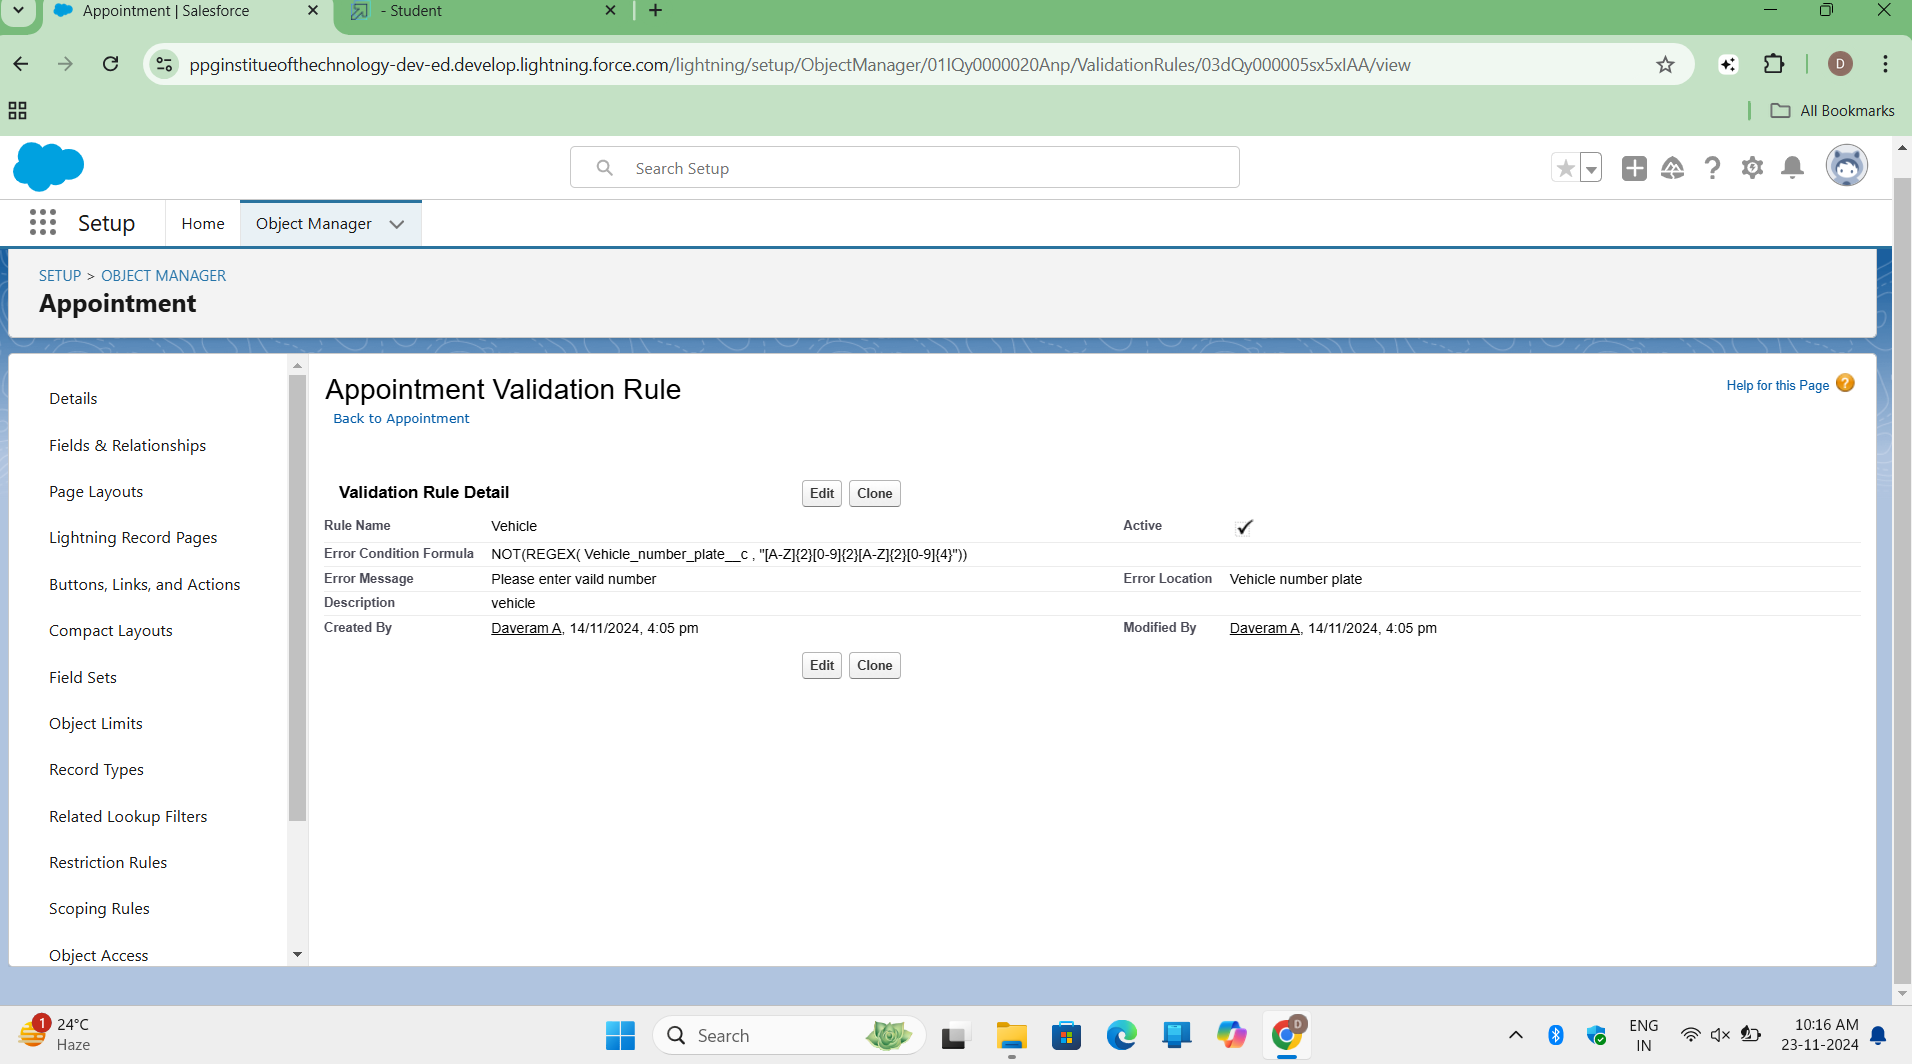 Appointment | Salesforce
- Student
ppginstitueofthechnology-dev-ed.develop.lightning.force.com/lightning/setup/ObjectManager/01IQy0000020Anp/ValidationRules/03dQy000005sx5xIAA/view
D
All Bookmarks
Search Setup
Setup
Home
Object Manager
SETUP > OBJECT MANAGER
Appointment
Details
Fields & Relationships
Page Layouts
Lightning Record Pages
Buttons, Links, and Actions
Compact Layouts
Field Sets
Object Limits
Record Types
Related Lookup Filters
Restriction Rules
Scoping Rules
Object Access
Appointment Validation Rule
Help for this Page ?
Back to Appointment
Validation Rule Detail
Edit Clone
Rule Name Vehicle Active
Error Condition Formula NOT(REGEX( Vehicle_number_plate__c , "[A-Z]{2}[0-9]{2}[A-Z]{2}[0-9]{4}"))
Error Message Please enter vaild number Error Location Vehicle number plate
Description vehicle
Created By Daveram A, 14/11/2024, 4:05 pm Modified By Daveram A, 14/11/2024, 4:05 pm
Edit Clone
1
24°C
Haze
Search
D
ENG
IN
10:16 AM
23-11-2024